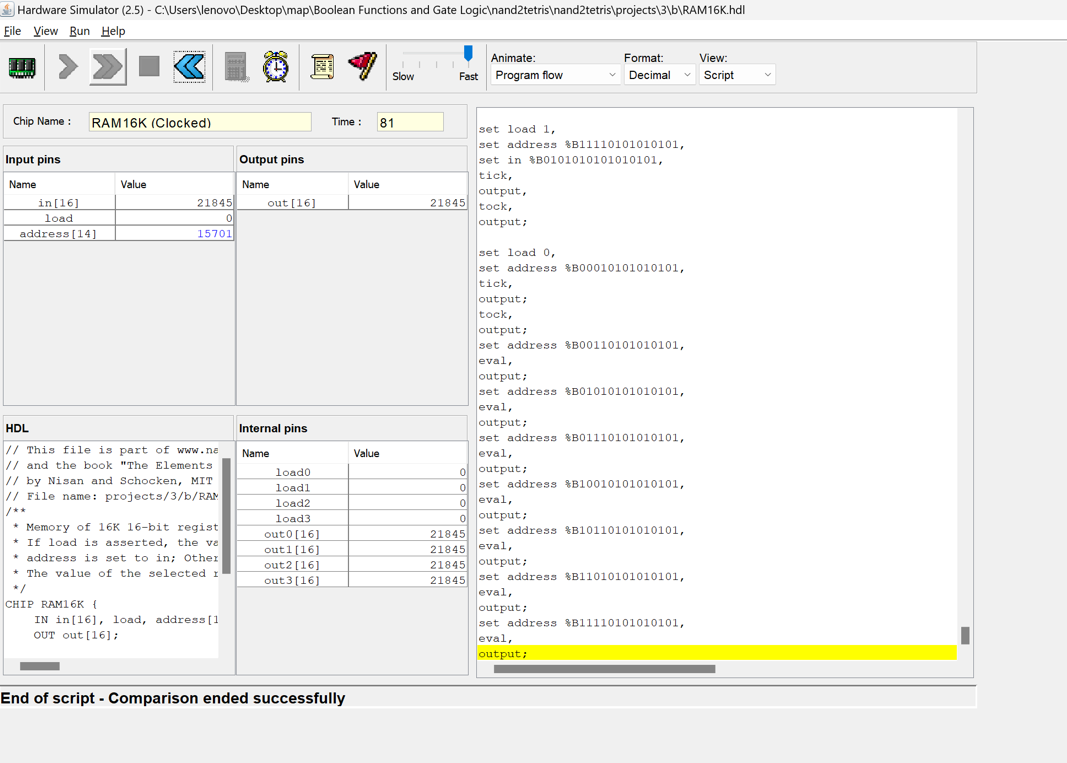 Hardware Simulator (2.5) - C:\Users\lenovo\Desktop\map\Boolean Functions and Gate Logic\nand2tetris\nand2tetris\projects\3\b\RAM16K.hdl
File View Run Help
Slow Fast
Animate: Format: View:
Program flow Decimal Script
Chip Name : RAM16K (Clocked) Time : 81
Input pins
Name Value
in[16] 21845
load 0
address[14] 15701
Output pins
Name Value
out[16] 21845
HDL
// This file is part of www.na
// and the book "The Elements
// by Nisan and Schocken, MIT
// File name: projects/3/b/RAM
/**
* Memory of 16K 16-bit regist
* If load is asserted, the va
* address is set to in; Other
* The value of the selected r
*/
CHIP RAM16K {
IN in[16], load, address[1
OUT out[16];
Internal pins
Name Value
load0 0
load1 0
load2 0
load3 0
out0[16] 21845
out1[16] 21845
out2[16] 21845
out3[16] 21845
set load 1,
set address %B11110101010101,
set in %B0101010101010101,
tick,
output,
tock,
output;
set load 0,
set address %B00010101010101,
tick,
output;
tock,
output;
set address %B00110101010101,
eval,
output;
set address %B01010101010101,
eval,
output;
set address %B01110101010101,
eval,
output;
set address %B10010101010101,
eval,
output;
set address %B10110101010101,
eval,
output;
set address %B11010101010101,
eval,
output;
set address %B11110101010101,
eval,
output;
End of script - Comparison ended successfully